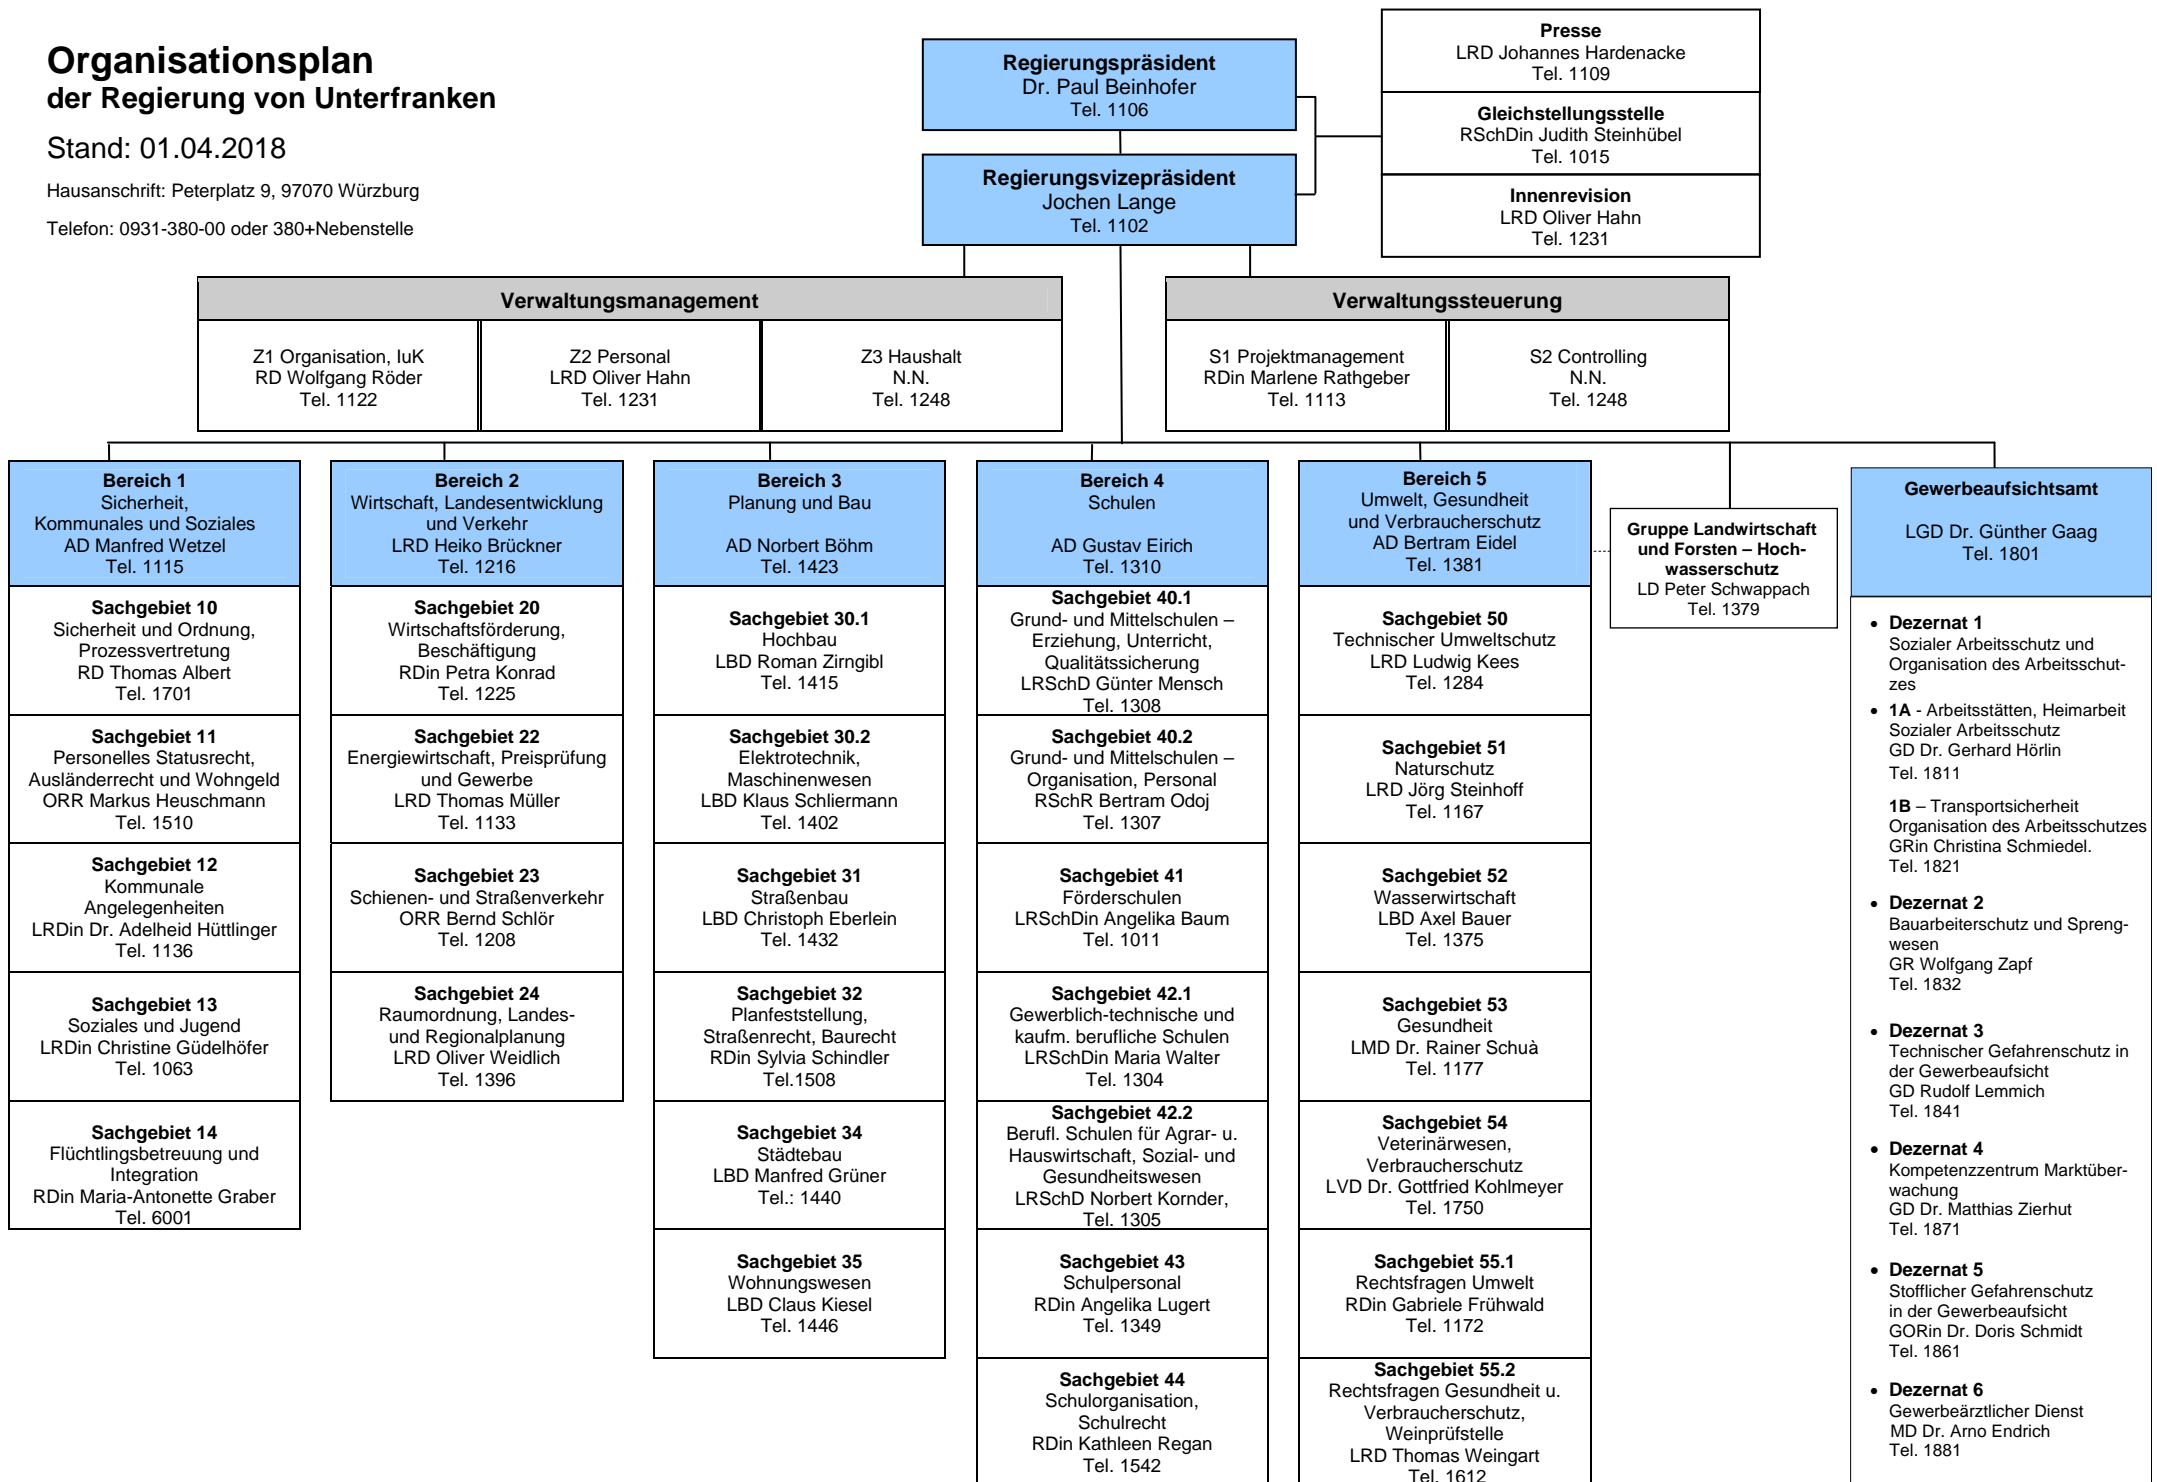 Organisationsplan
der Regierung von Unterfranken
Stand: 01.04.2018
Hausanschrift: Peterplatz 9, 97070 Würzburg
Telefon: 0931-380-00 oder 380+Nebenstelle
Regierungspräsident
Dr. Paul Beinhofer
Tel. 1106
Regierungsvizepräsident
Jochen Lange
Tel. 1102
Presse
LRD Johannes Hardenacke
Tel. 1109
Gleichstellungsstelle
RSchDin Judith Steinhübel
Tel. 1015
Innenrevision
LRD Oliver Hahn
Tel. 1231
Verwaltungsmanagement
Z1 Organisation, IuK
RD Wolfgang Röder
Tel. 1122
Z2 Personal
LRD Oliver Hahn
Tel. 1231
Z3 Haushalt
N.N.
Tel. 1248
Verwaltungssteuerung
S1 Projektmanagement
RDin Marlene Rathgeber
Tel. 1113
S2 Controlling
N.N.
Tel. 1248
Bereich 1
Sicherheit,
Kommunales und Soziales
AD Manfred Wetzel
Tel. 1115
Sachgebiet 10
Sicherheit und Ordnung,
Prozessvertretung
RD Thomas Albert
Tel. 1701
Sachgebiet 11
Personelles Statusrecht,
Ausländerrecht und Wohngeld
ORR Markus Heuschmann
Tel. 1510
Sachgebiet 12
Kommunale
Angelegenheiten
LRDin Dr. Adelheid Hüttlinger
Tel. 1136
Sachgebiet 13
Soziales und Jugend
LRDin Christine Güdelhöfer
Tel. 1063
Sachgebiet 14
Flüchtlingsbetreuung und
Integration
RDin Maria-Antonette Graber
Tel. 6001
Bereich 2
Wirtschaft, Landesentwicklung
und Verkehr
LRD Heiko Brückner
Tel. 1216
Sachgebiet 20
Wirtschaftsförderung,
Beschäftigung
RDin Petra Konrad
Tel. 1225
Sachgebiet 22
Energiewirtschaft, Preisprüfung
und Gewerbe
LRD Thomas Müller
Tel. 1133
Sachgebiet 23
Schienen- und Straßenverkehr
ORR Bernd Schlör
Tel. 1208
Sachgebiet 24
Raumordnung, Landes-
und Regionalplanung
LRD Oliver Weidlich
Tel. 1396
Bereich 3
Planung und Bau
AD Norbert Böhm
Tel. 1423
Sachgebiet 30.1
Hochbau
LBD Roman Zirngibl
Tel. 1415
Sachgebiet 30.2
Elektrotechnik,
Maschinenwesen
LBD Klaus Schliermann
Tel. 1402
Sachgebiet 31
Straßenbau
LBD Christoph Eberlein
Tel. 1432
Sachgebiet 32
Planfeststellung,
Straßenrecht, Baurecht
RDin Sylvia Schindler
Tel.1508
Sachgebiet 34
Städtebau
LBD Manfred Grüner
Tel.: 1440
Sachgebiet 35
Wohnungswesen
LBD Claus Kiesel
Tel. 1446
Bereich 4
Schulen
AD Gustav Eirich
Tel. 1310
Sachgebiet 40.1
Grund- und Mittelschulen –
Erziehung, Unterricht,
Qualitätssicherung
LRSchD Günter Mensch
Tel. 1308
Sachgebiet 40.2
Grund- und Mittelschulen –
Organisation, Personal
RSchR Bertram Odoj
Tel. 1307
Sachgebiet 41
Förderschulen
LRSchDin Angelika Baum
Tel. 1011
Sachgebiet 42.1
Gewerblich-technische und
kaufm. berufliche Schulen
LRSchDin Maria Walter
Tel. 1304
Sachgebiet 42.2
Berufl. Schulen für Agrar- u.
Hauswirtschaft, Sozial- und
Gesundheitswesen
LRSchD Norbert Kornder,
Tel. 1305
Sachgebiet 43
Schulpersonal
RDin Angelika Lugert
Tel. 1349
Sachgebiet 44
Schulorganisation,
Schulrecht
RDin Kathleen Regan
Tel. 1542
Bereich 5
Umwelt, Gesundheit
und Verbraucherschutz
AD Bertram Eidel
Tel. 1381
Sachgebiet 50
Technischer Umweltschutz
LRD Ludwig Kees
Tel. 1284
Sachgebiet 51
Naturschutz
LRD Jörg Steinhoff
Tel. 1167
Sachgebiet 52
Wasserwirtschaft
LBD Axel Bauer
Tel. 1375
Sachgebiet 53
Gesundheit
LMD Dr. Rainer Schuà
Tel. 1177
Sachgebiet 54
Veterinärwesen,
Verbraucherschutz
LVD Dr. Gottfried Kohlmeyer
Tel. 1750
Sachgebiet 55.1
Rechtsfragen Umwelt
RDin Gabriele Frühwald
Tel. 1172
Sachgebiet 55.2
Rechtsfragen Gesundheit u.
Verbraucherschutz,
Weinprüfstelle
LRD Thomas Weingart
Tel. 1612
Gruppe Landwirtschaft
und Forsten – Hoch-
wasserschutz
LD Peter Schwappach
Tel. 1379
Gewerbeaufsichtsamt
LGD Dr. Günther Gaag
Tel. 1801
• Dezernat 1
Sozialer Arbeitsschutz und
Organisation des Arbeitsschut-
zes
• 1A - Arbeitsstätten, Heimarbeit
Sozialer Arbeitsschutz
GD Dr. Gerhard Hörlin
Tel. 1811
1B – Transportsicherheit
Organisation des Arbeitsschutzes
GRin Christina Schmiedel.
Tel. 1821
• Dezernat 2
Bauarbeiterschutz und Spreng-
wesen
GR Wolfgang Zapf
Tel. 1832
• Dezernat 3
Technischer Gefahrenschutz in
der Gewerbeaufsicht
GD Rudolf Lemmich
Tel. 1841
• Dezernat 4
Kompetenzzentrum Marktüber-
wachung
GD Dr. Matthias Zierhut
Tel. 1871
• Dezernat 5
Stofflicher Gefahrenschutz
in der Gewerbeaufsicht
GORin Dr. Doris Schmidt
Tel. 1861
• Dezernat 6
Gewerbeärztlicher Dienst
MD Dr. Arno Endrich
Tel. 1881